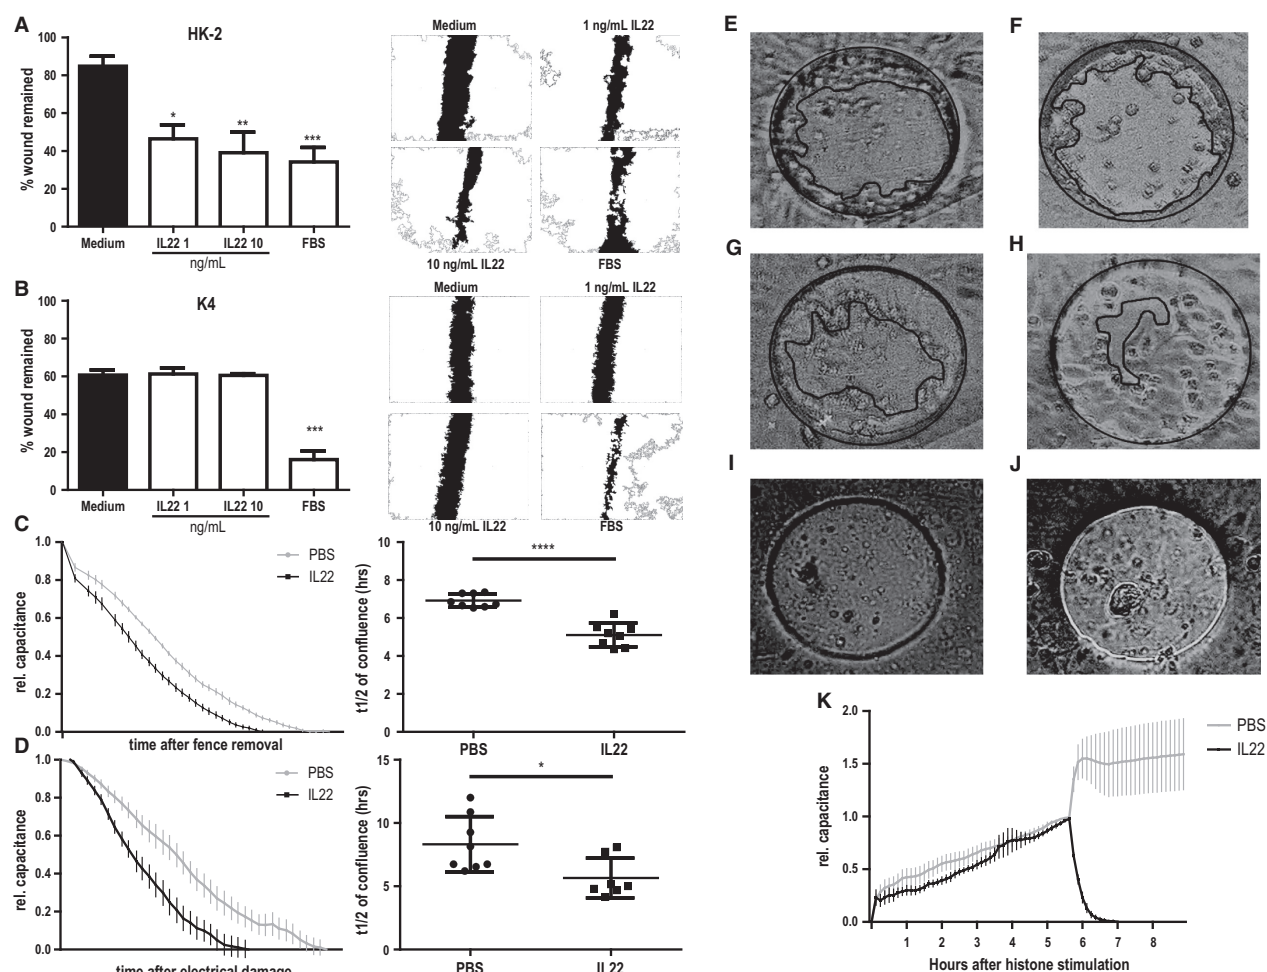 A
HK-2
% wound remained
100
80
60
40
20
0
*
**
***
Medium
IL22 1
IL22 10
FBS
ng/mL
Medium
1 ng/mL IL22
10 ng/mL IL22
FBS
B
K4
% wound remained
100
80
60
40
20
0
***
Medium
IL22 1
IL22 10
FBS
ng/mL
Medium
1 ng/mL IL22
10 ng/mL IL22
FBS
C
rel. capacitance
1.0
0.8
0.6
0.4
0.2
0.0
PBS
IL22
time after fence removal
t1/2 of confluence (hrs)
10
8
6
4
2
0
****
PBS
IL22
D
rel. capacitance
1.0
0.8
0.6
0.4
0.2
0.0
PBS
IL22
time after electrical damage
t1/2 of confluence (hrs)
15
10
5
0
*
PBS
IL22
E
F
G
H
I
J
K
rel. capacitance
2.0
1.5
1.0
0.5
0.0
PBS
IL22
1 2 3 4 5 6 7 8
Hours after histone stimulation